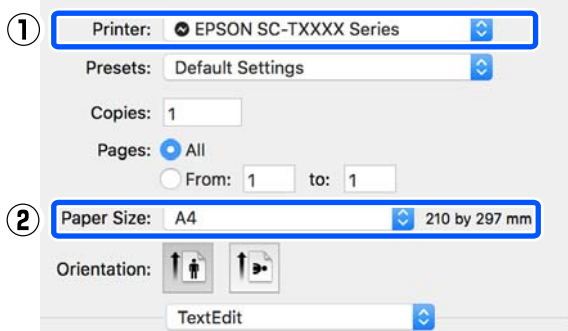 ① Printer: EPSON SC-TXXXX Series
Presets: Default Settings
Copies: 1
Pages: All
From: 1 to: 1
② Paper Size: A4 210 by 297 mm
Orientation:
TextEdit